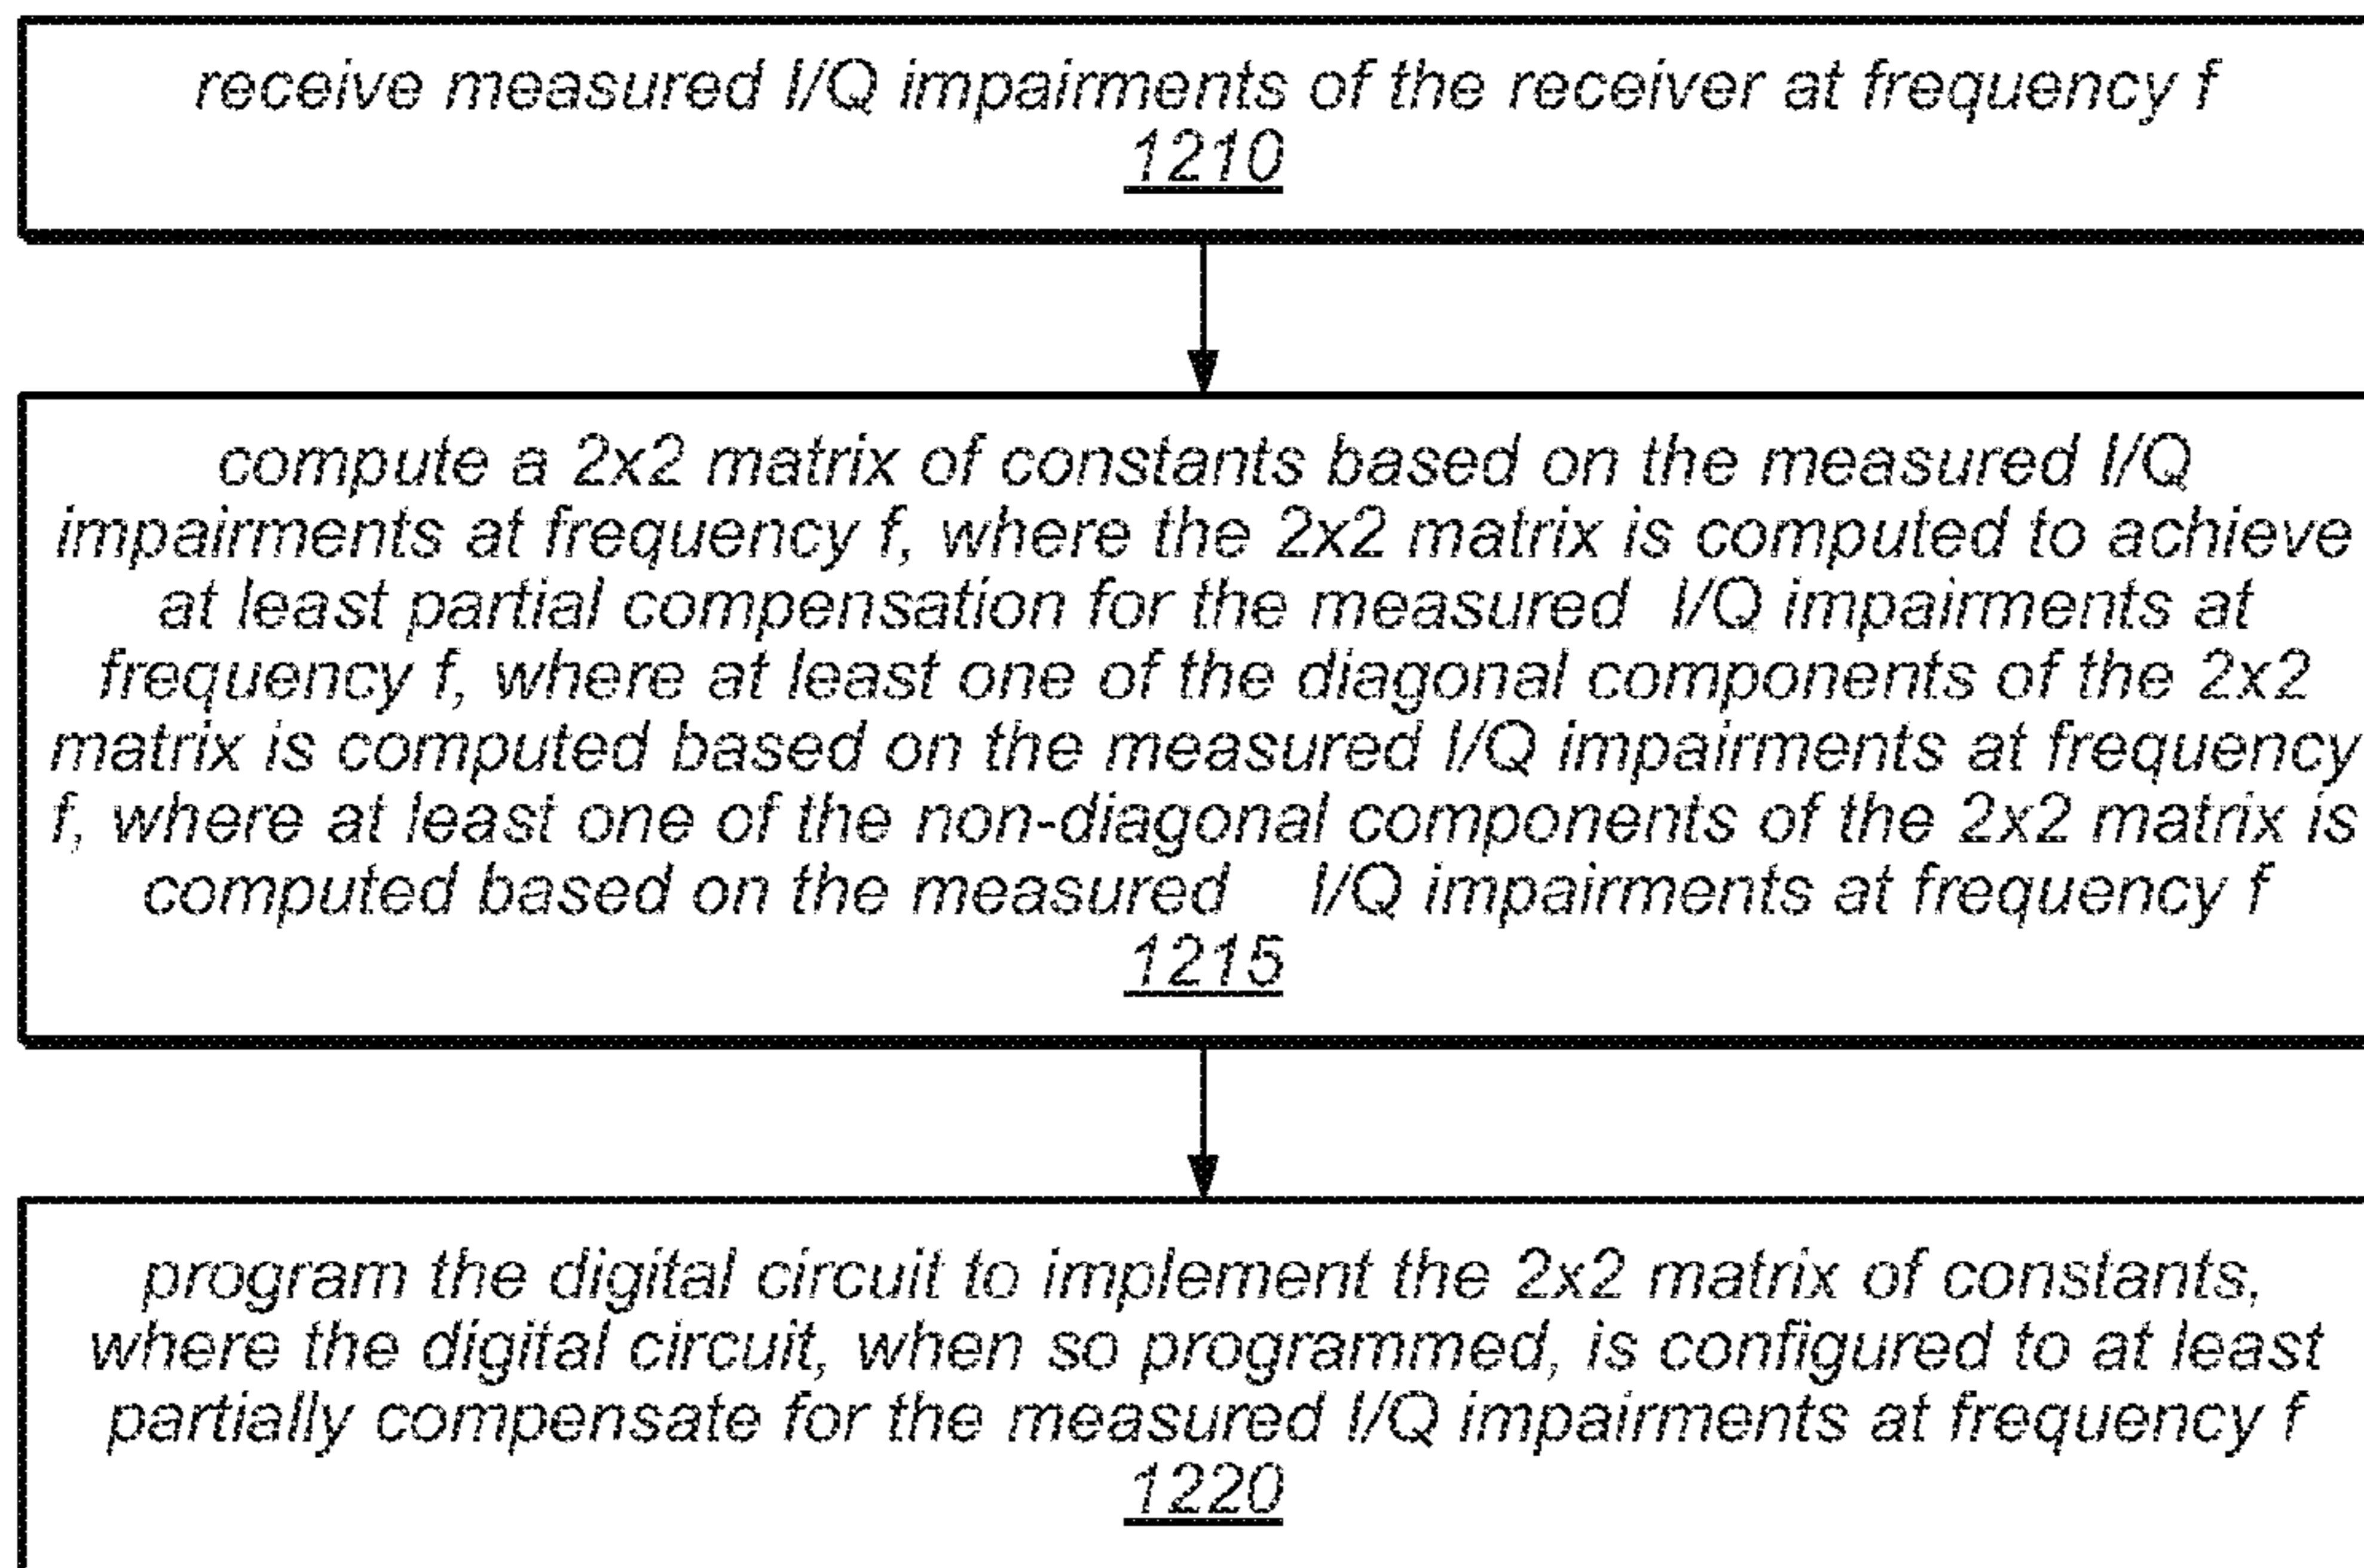 receive measured I/Q impairments of the receiver at frequency f
1210
compute a 2x2 matrix of constants based on the measured I/Q
impairments at frequency f, where the 2x2 matrix is computed to achieve
at least partial compensation for the measured I/Q impairments at
frequency f, where at least one of the diagonal components of the 2x2
matrix is computed based on the measured I/Q impairments at frequency
f, where at least one of the non-diagonal components of the 2x2 matrix is
computed based on the measured I/Q impairments at frequency f
1215
program the digital circuit to implement the 2x2 matrix of constants,
where the digital circuit, when so programmed, is configured to at least
partially compensate for the measured I/Q impairments at frequency f
1220